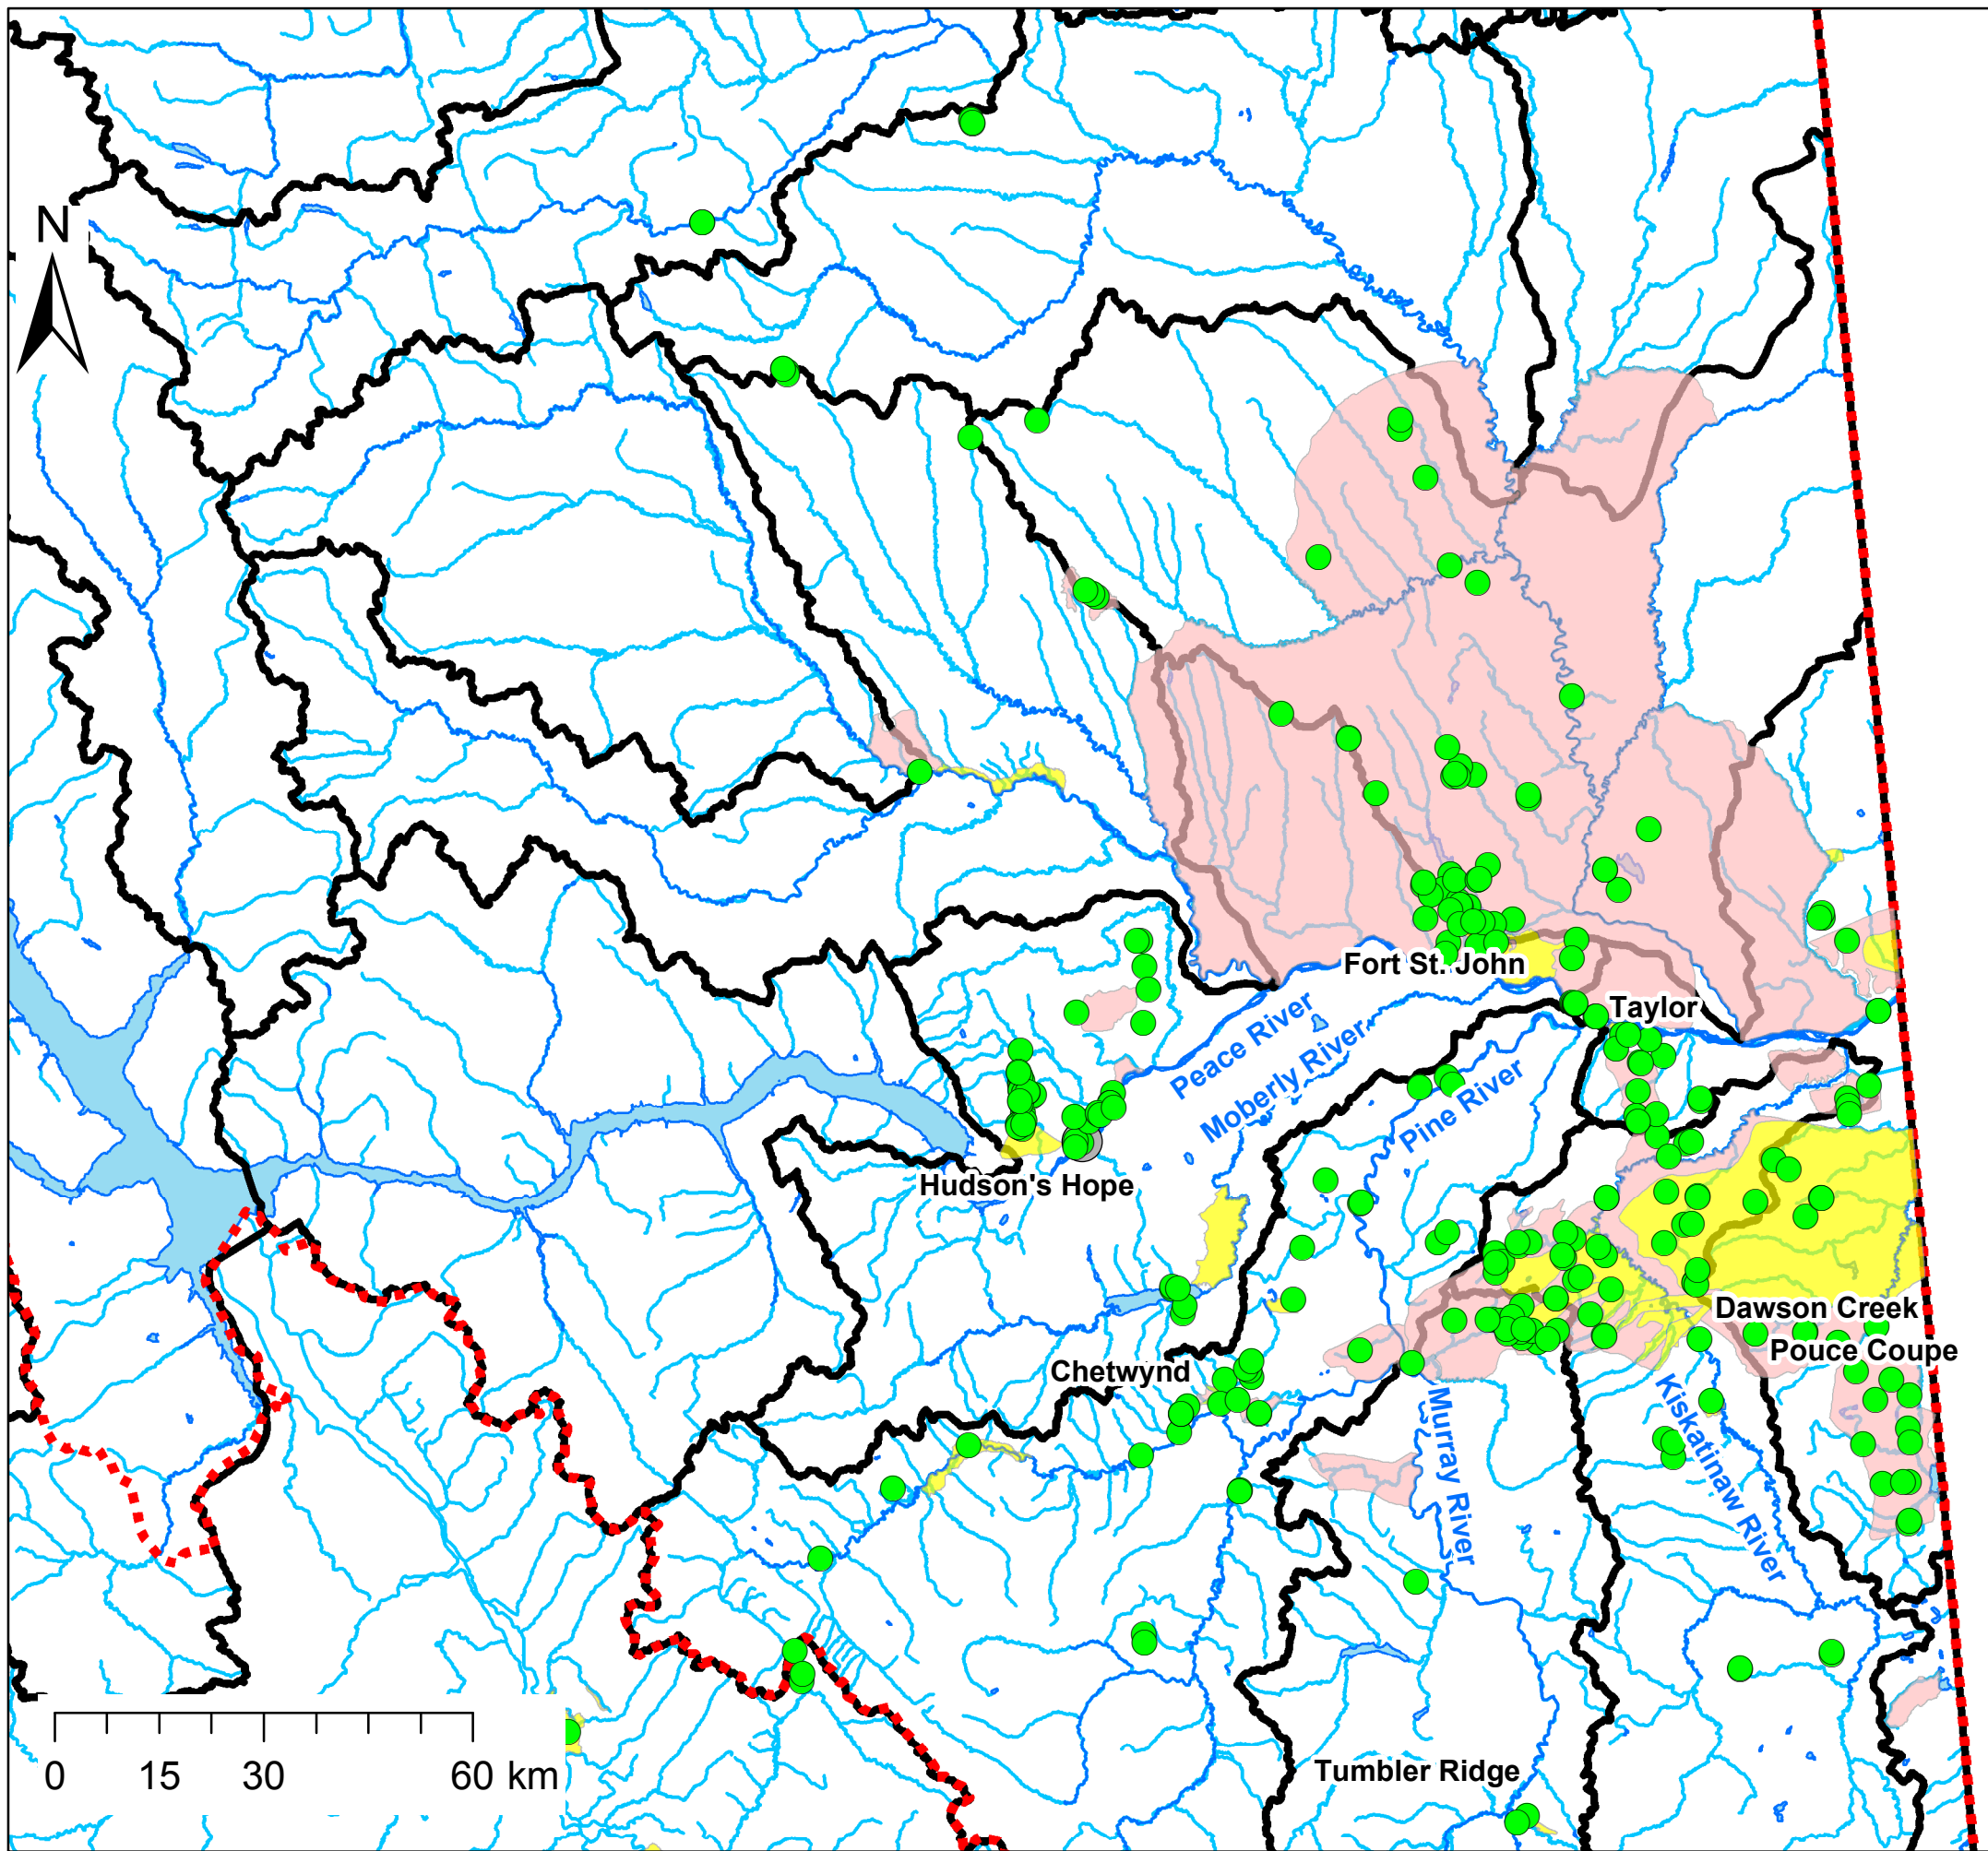 N
Fort St. John
Taylor
Peace River
Moberly River
Pine River
Hudson's Hope
Dawson Creek
Pouce Coupe
Chetwynd
Murray River
Kiskatinaw River
Tumbler Ridge
0 15 30 60 km